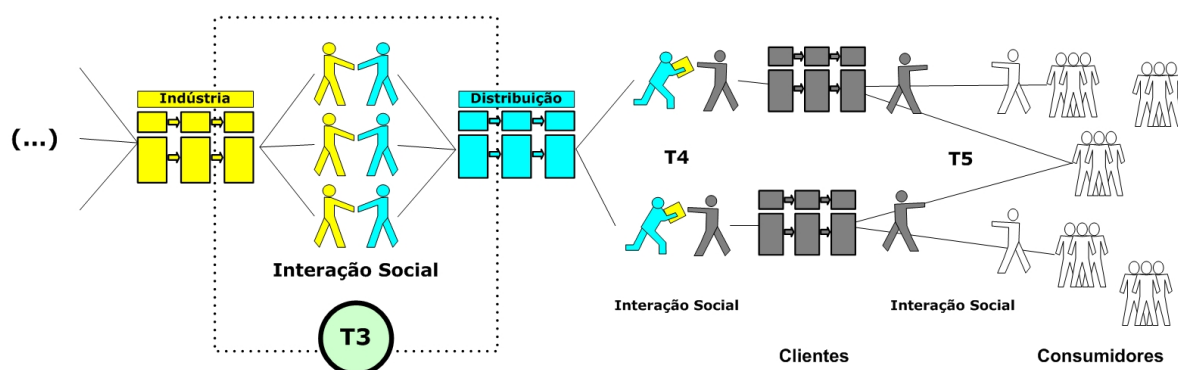 (...)
Indústria
Distribuição
Interação Social
T3
T4
T5
Interação Social
Interação Social
Clientes
Consumidores